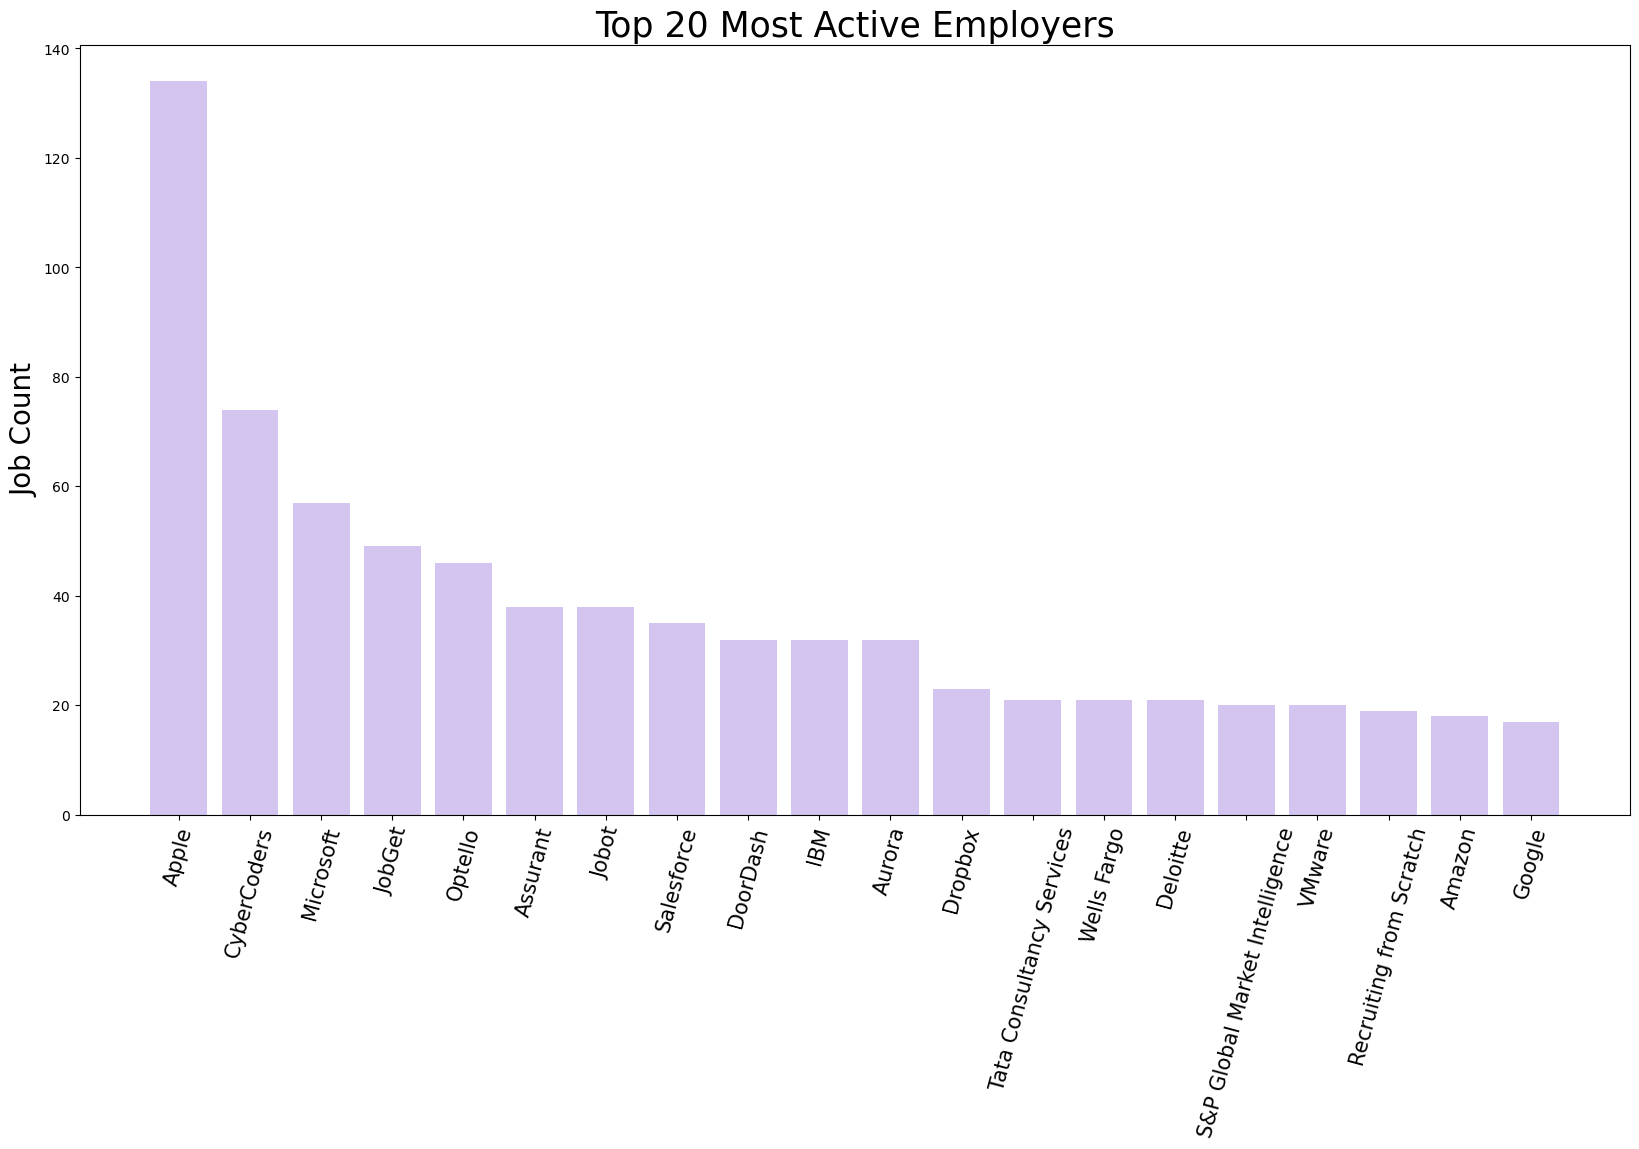 Top 20 Most Active Employers
Job Count
140
120
100
80
60
40
20
0
Apple
CyberCoders
Microsoft
JobGet
Optello
Assurant
Jobot
Salesforce
DoorDash
IBM
Aurora
Dropbox
Tata Consultancy Services
Wells Fargo
Deloitte
S&P Global Market Intelligence
VMware
Recruiting from Scratch
Amazon
Google